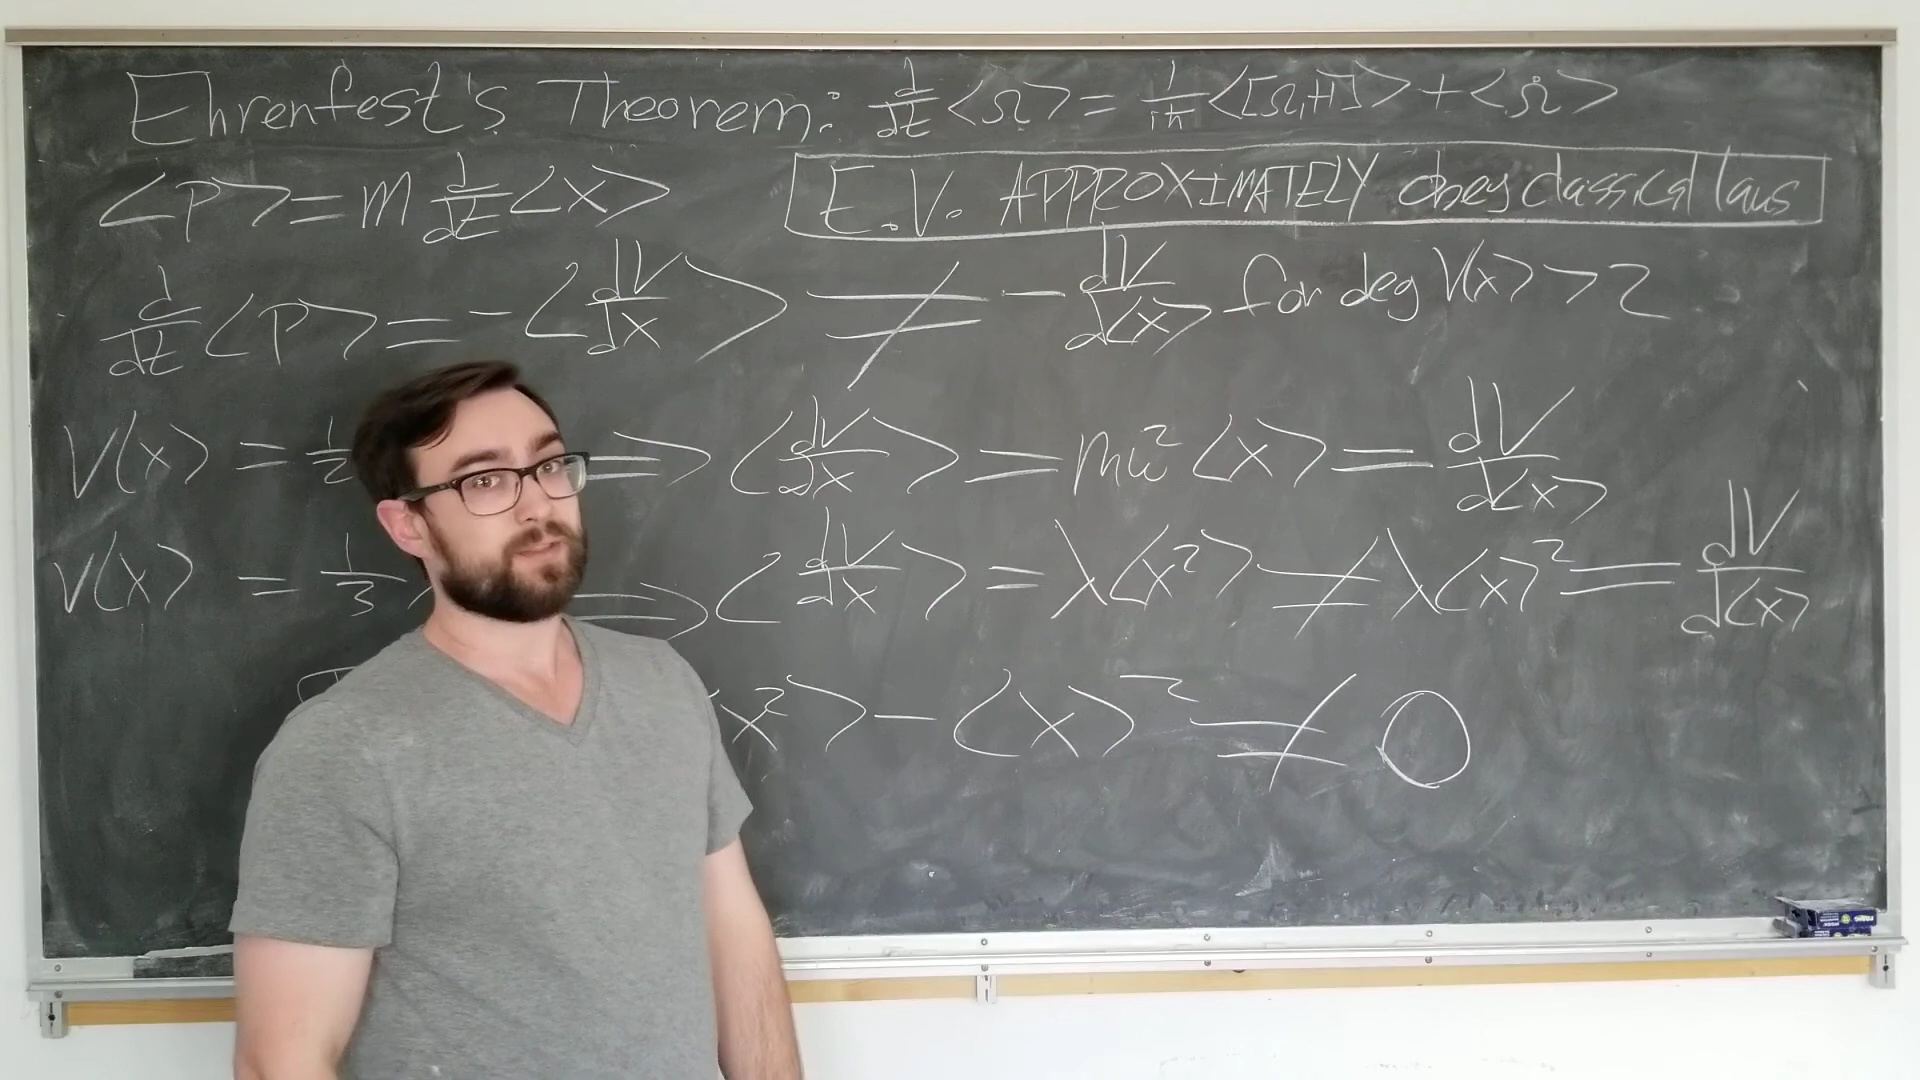 Ehrenfest's Theorem: d/dt <Ω> = 1/iħ <[Ω,H]> + <Ω̇>
<p> = m d/dt <x>
E.V. APPROXIMATELY obey classical laws
d/dt <p> = - <dV/dx> ≠ - dV/d<x> for deg V(x) > 2
V(x) = 1/2 ⇒ <dV/dx> = mω² <x> = dV/d<x>
V(x) = 1/3 ⇒ <dV/dx> = λ<x²> ≠ λ<x>² = dV/d<x>
x²> - <x>² ≠ 0